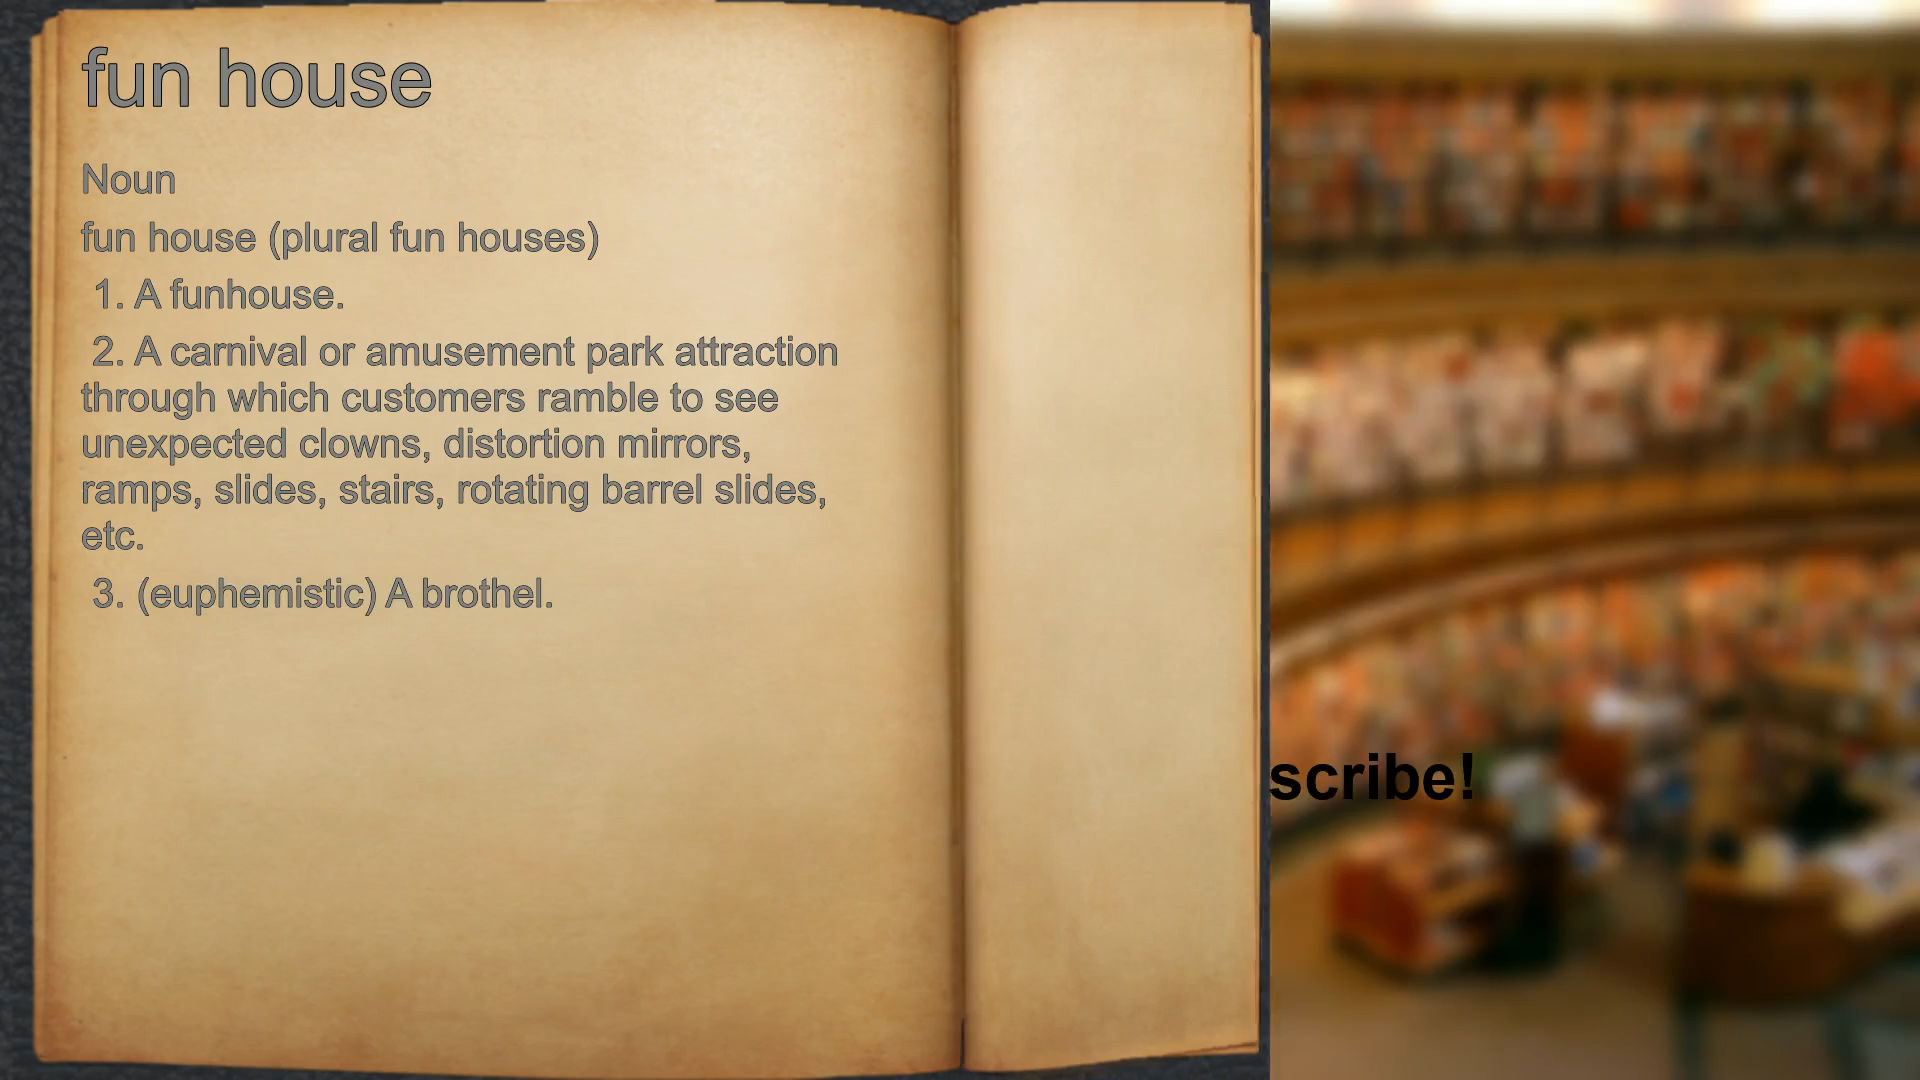 fun house
Noun
fun house (plural fun houses)
1. A funhouse.
2. A carnival or amusement park attraction
through which customers ramble to see
unexpected clowns, distortion mirrors,
ramps, slides, stairs, rotating barrel slides,
etc.
3. (euphemistic) A brothel.
scribe!